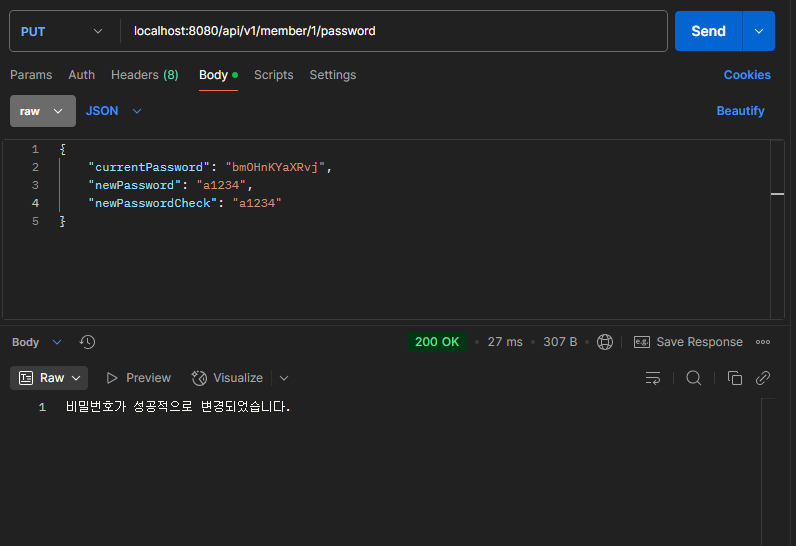 PUT localhost:8080/api/v1/member/1/password Send
Params Auth Headers (8) Body Scripts Settings Cookies
raw JSON Beautify
1 {
2 "currentPassword": "bmOHnKYaXRvj",
3 "newPassword": "a1234",
4 "newPasswordCheck": "a1234"
5 }
Body 200 OK • 27 ms • 307 B e.g. Save Response
Raw Preview Visualize
1 비밀번호가 성공적으로 변경되었습니다.